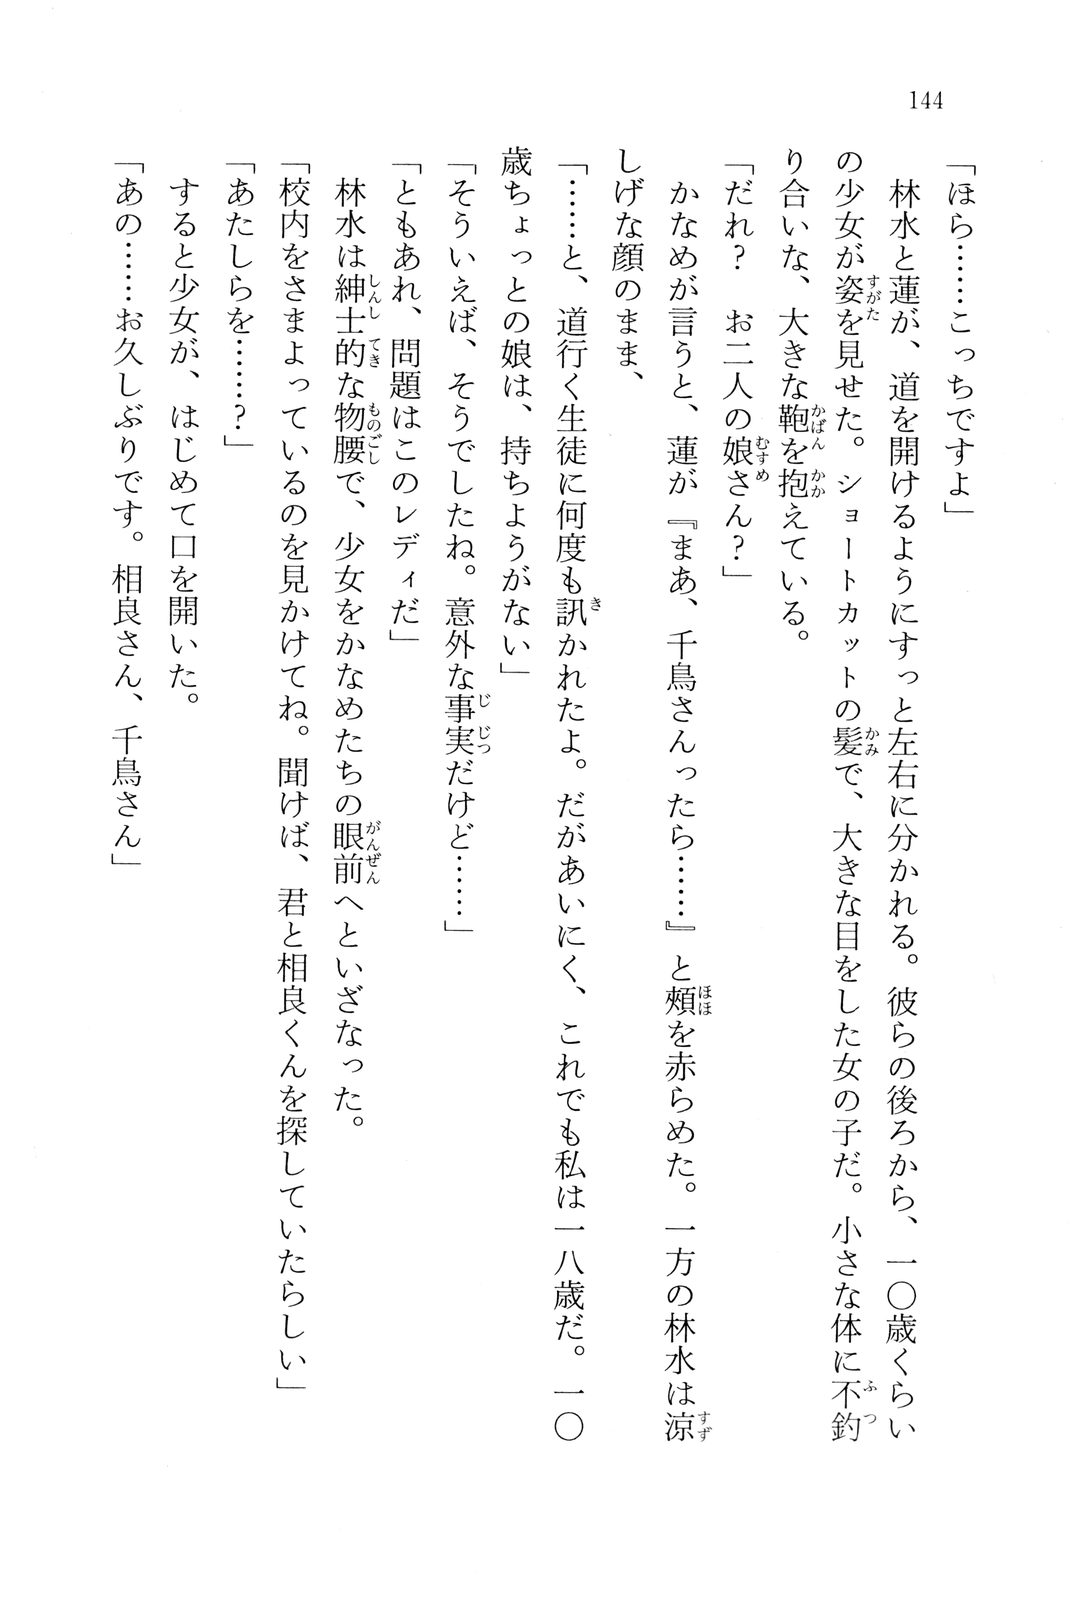 144
「ほら……こっちですよ」
　林水と蓮が、道を開けるようにすっと左右に分かれる。彼らの後ろから、一〇歳くらい
の少女が姿を見せた。ショートカットの髪で、大きな目をした女の子だ。小さな体に不釣
り合いな、大きな鞄を抱えている。
「だれ？　お二人の娘さん？」
　かなめが言うと、蓮が『まあ、千鳥さんったら……』と頰を赤らめた。一方の林水は涼
しげな顔のまま、
「……と、道行く生徒に何度も訊かれたよ。だがあいにく、これでも私は一八歳だ。一〇
歳ちょっとの娘は、持ちようがない」
「そういえば、そうでしたね。意外な事実だけど……」
「ともあれ、問題はこのレディだ」
　林水は紳士的な物腰で、少女をかなめたちの眼前へといざなった。
「校内をさまよっているのを見かけてね。聞けば、君と相良くんを探していたらしい」
「あたしらを……？」
　すると少女が、はじめて口を開いた。
「あの……お久しぶりです。相良さん、千鳥さん」